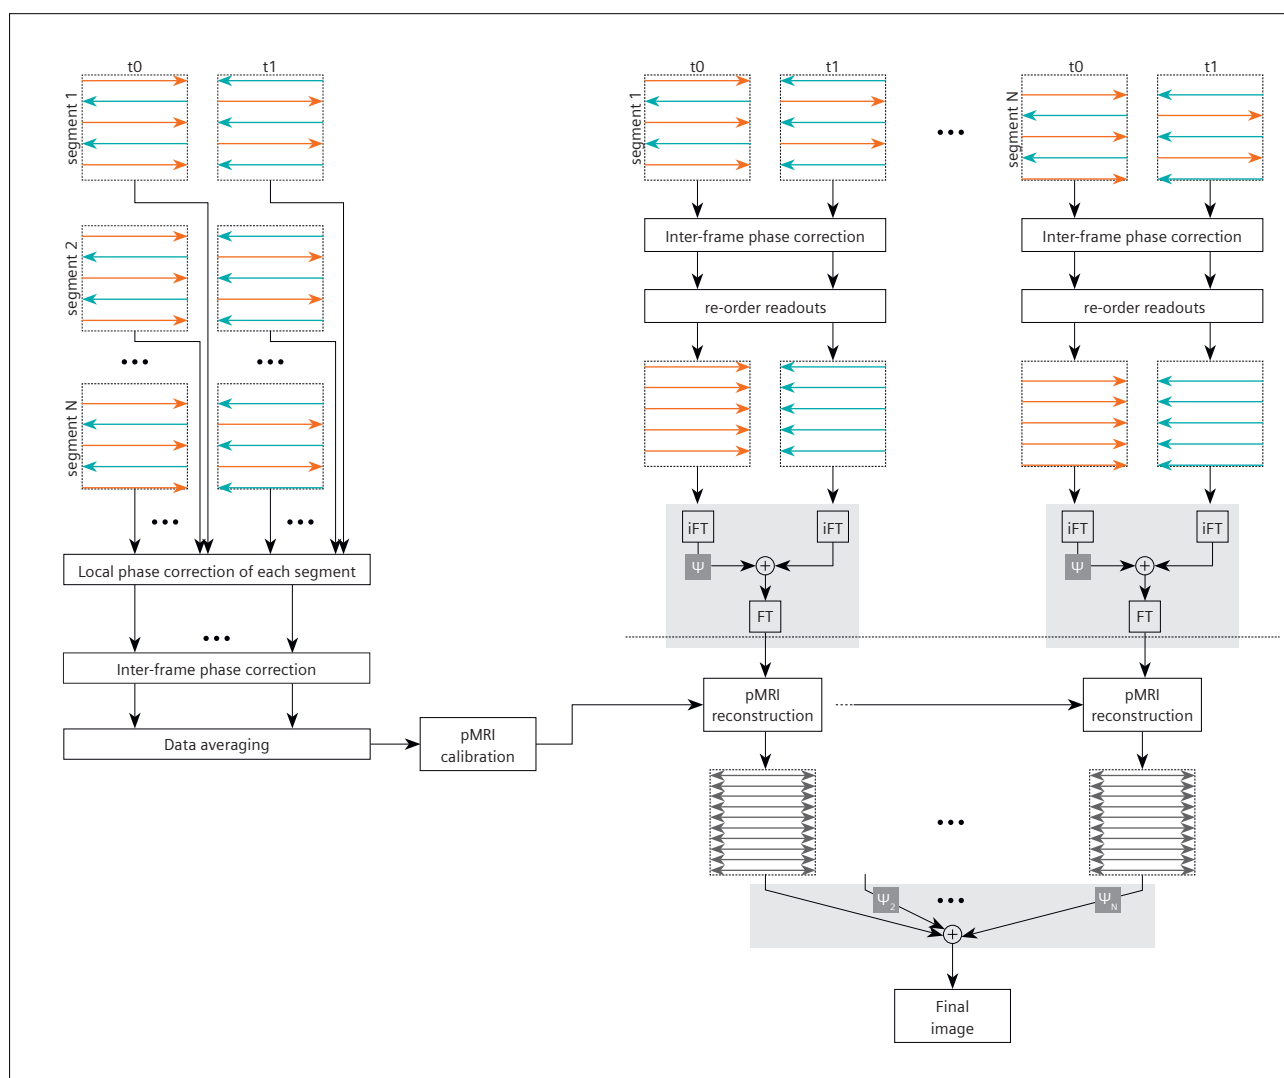 t0
t1
segment 1
segment 2
•••
•••
segment N
•••
•••
Local phase correction of each segment
•••
Inter-frame phase correction
Data averaging
pMRI
calibration
t0
t1
segment 1
•••
t0
t1
segment N
Inter-frame phase correction
Inter-frame phase correction
re-order readouts
re-order readouts
iFT
iFT
Ψ
+
FT
iFT
iFT
Ψ
+
FT
pMRI
reconstruction
pMRI
reconstruction
•••
Ψ2
•••
ΨN
+
Final
image